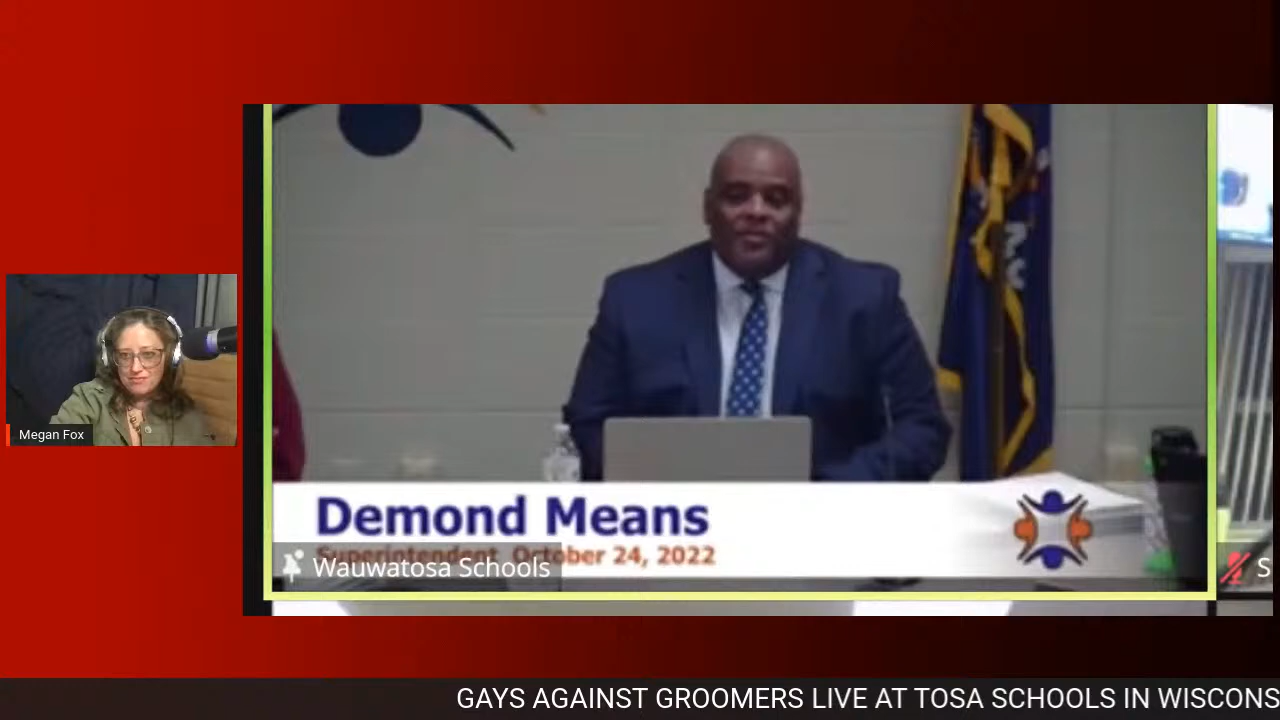 Megan Fox
Demond Means
Superintendent October 24, 2022
Wauwatosa Schools
S
GAYS AGAINST GROOMERS LIVE AT TOSA SCHOOLS IN WISCONS